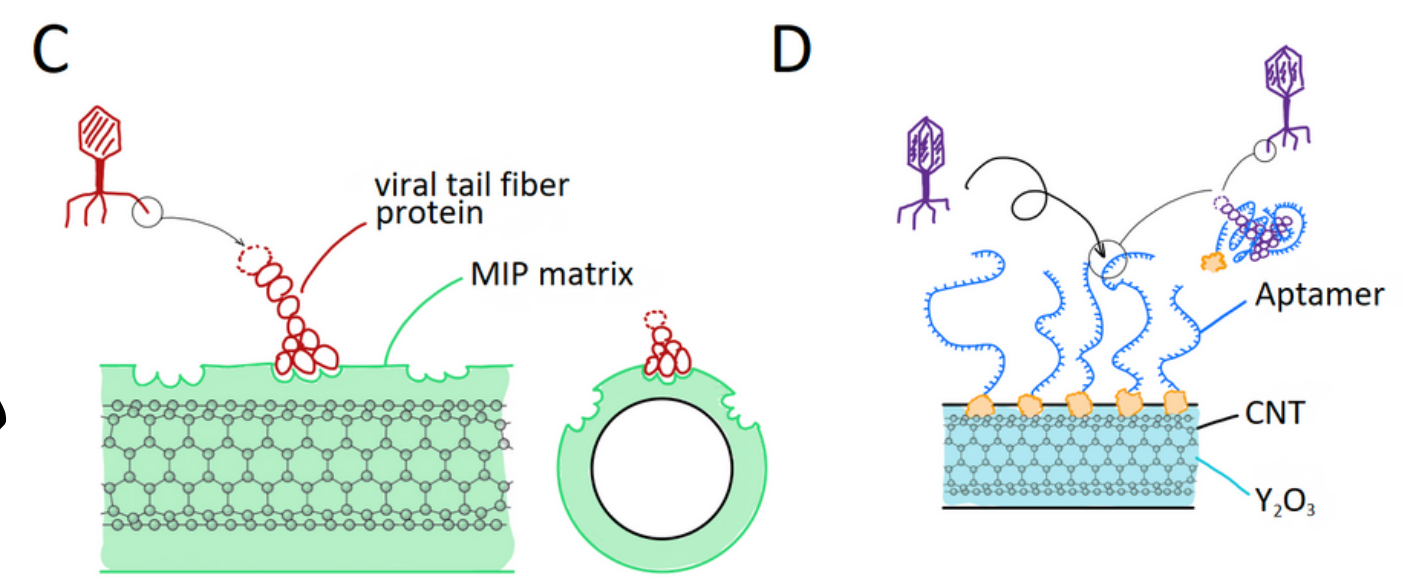 C
D
viral tail fiber
protein
MIP matrix
Aptamer
CNT
Y₂O₃